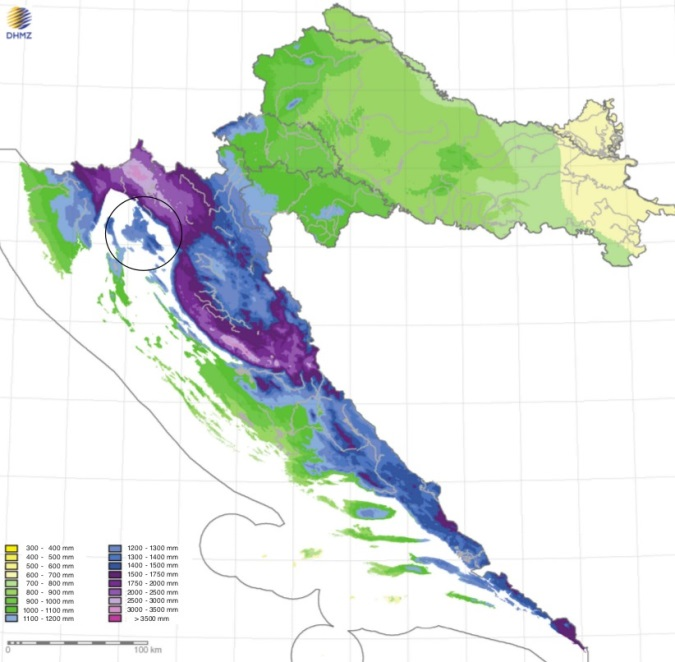 DHMZ
300 - 400 mm
400 - 500 mm
500 - 600 mm
600 - 700 mm
700 - 800 mm
800 - 900 mm
900 - 1000 mm
1000 - 1100 mm
1100 - 1200 mm
1200 - 1300 mm
1300 - 1400 mm
1400 - 1500 mm
1500 - 1750 mm
1750 - 2000 mm
2000 - 2500 mm
2500 - 3000 mm
3000 - 3500 mm
> 3500 mm
0 100 km